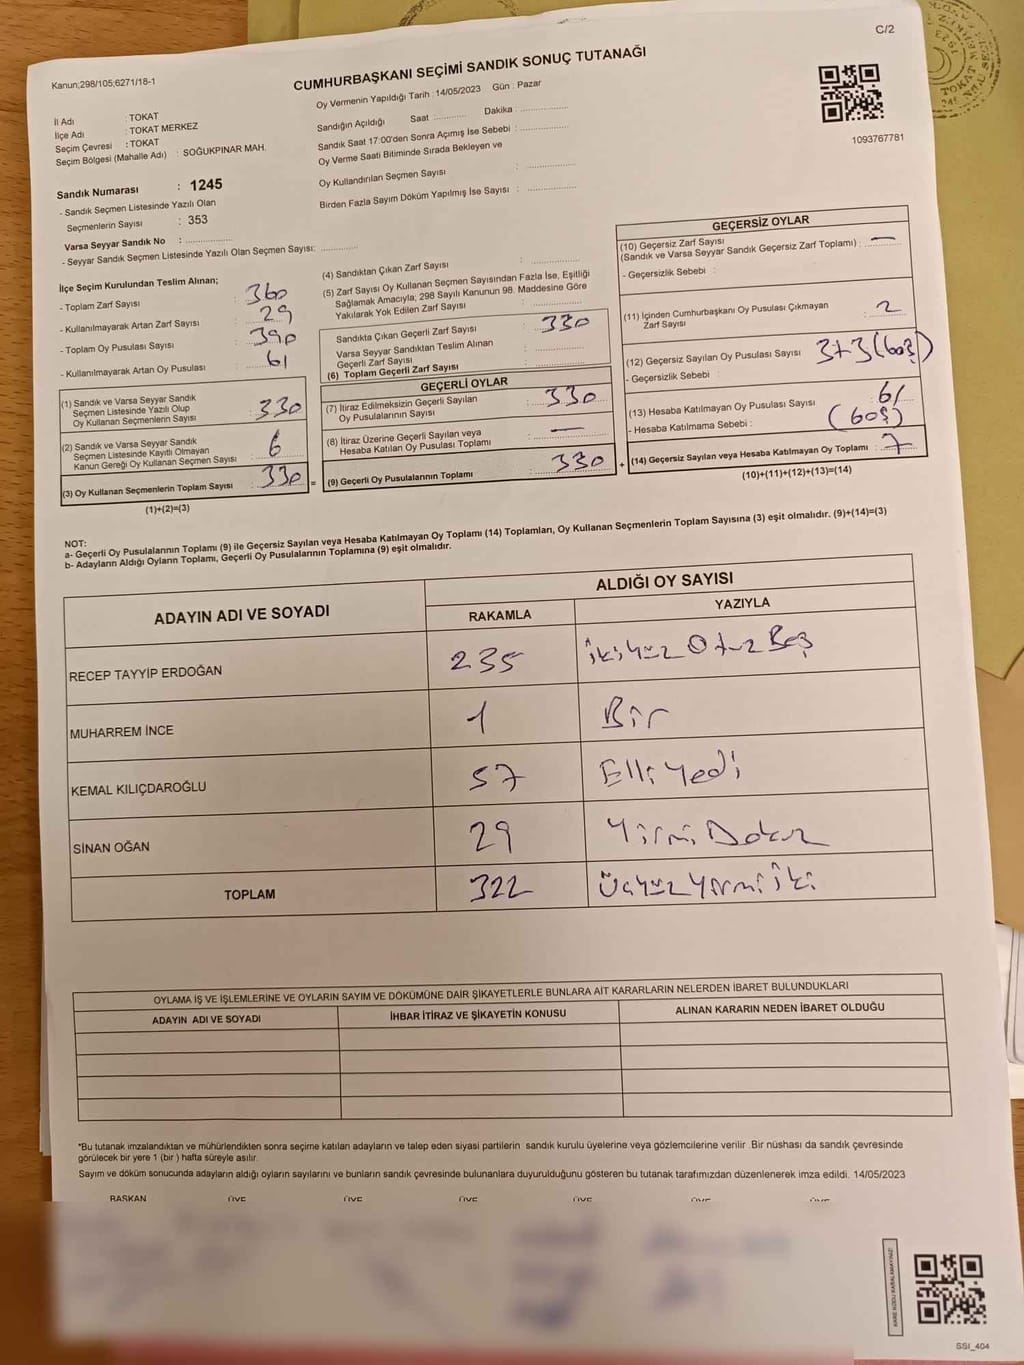 C/2
Kanun;298/105;6271/18-1
CUMHURBAŞKANI SEÇİMİ SANDIK SONUÇ TUTANAĞI
Oy Vermenin Yapıldığı Tarih : 14/05/2023 Gün : Pazar
İl Adı : TOKAT
İlçe Adı : TOKAT MERKEZ
Seçim Çevresi : TOKAT
Seçim Bölgesi (Mahalle Adı) : SOĞUKPINAR MAH.
Sandık Numarası : 1245
- Sandık Seçmen Listesinde Yazılı Olan
Seçmenlerin Sayısı : 353
Varsa Seyyar Sandık No :
- Seyyar Sandık Seçmen Listesinde Yazılı Olan Seçmen Sayısı:
Sandığın Açıldığı Saat Dakika :
Sandık Saat 17:00'den Sonra Açımış İse Sebebi :
Oy Verme Saati Bitiminde Sırada Bekleyen ve
Oy Kullandırılan Seçmen Sayısı :
Birden Fazla Sayım Döküm Yapılmış İse Sayısı :
1093767781
İlçe Seçim Kurulundan Teslim Alınan;
- Toplam Zarf Sayısı : 360
- Kullanılmayarak Artan Zarf Sayısı : 29
- Toplam Oy Pusulası Sayısı : 390
- Kullanılmayarak Artan Oy Pusulası : 61
(1) Sandık ve Varsa Seyyar Sandık
Seçmen Listesinde Yazılı Olup
Oy Kullanan Seçmenlerin Sayısı : 330
(2) Sandık ve Varsa Seyyar Sandık
Seçmen Listesinde Kayıtlı Olmayan
Kanun Gereği Oy Kullanan Seçmen Sayısı : 6
(3) Oy Kullanan Seçmenlerin Toplam Sayısı : 330 =
(1)+(2)=(3)
(4) Sandıktan Çıkan Zarf Sayısı :
(5) Zarf Sayısı Oy Kullanan Seçmen Sayısından Fazla İse, Eşitliği
Sağlamak Amacıyla; 298 Sayılı Kanunun 98. Maddesine Göre
Yakılarak Yok Edilen Zarf Sayısı :
Sandıkta Çıkan Geçerli Zarf Sayısı : 330
Varsa Seyyar Sandıktan Teslim Alınan
Geçerli Zarf Sayısı :
(6) Toplam Geçerli Zarf Sayısı :
GEÇERLİ OYLAR
(7) İtiraz Edilmeksizin Geçerli Sayılan
Oy Pusulasının Sayısı : 330
(8) İtiraz Üzerine Geçerli Sayılan veya
Hesaba Katılan Oy Pusulası Toplamı : —
(9) Geçerli Oy Pusulalarının Toplamı : 330 +
GEÇERSİZ OYLAR
(10) Geçersiz Zarf Sayısı
(Sandık ve Varsa Seyyar Sandık Geçersiz Zarf Toplamı) : —
- Geçersizlik Sebebi :
(11) İçinden Cumhurbaşkanı Oy Pusulası Çıkmayan
Zarf Sayısı : 2
(12) Geçersiz Sayılan Oy Pusulası Sayısı : 3+3(boş)
- Geçersizlik Sebebi :
(13) Hesaba Katılmayan Oy Pusulası Sayısı : 6/
- Hesaba Katılmama Sebebi : (boş)
(14) Geçersiz Sayılan veya Hesaba Katılmayan Oy Toplamı : 7
(10)+(11)+(12)+(13)=(14)
NOT:
a- Geçerli Oy Pusulalarının Toplamı (9) ile Geçersiz Sayılan veya Hesaba Katılmayan Oy Toplamı (14) Toplamları, Oy Kullanan Seçmenlerin Toplam Sayısına (3) eşit olmalıdır. (9)+(14)=(3)
b- Adayların Aldığı Oyların Toplamı, Geçerli Oy Pusulalarının Toplamına (9) eşit olmalıdır.
ADAYIN ADI VE SOYADI ALDIĞI OY SAYISI
RAKAMLA YAZIYLA
RECEP TAYYİP ERDOĞAN 235 İkiyüz Otuz Beş
MUHARREM İNCE 1 Bir
KEMAL KILIÇDAROĞLU 57 Elli Yedi
SİNAN OĞAN 29 Yirmi Dokuz
TOPLAM 322 Üçyüz Yirmi İki
OYLAMA İŞ VE İŞLEMLERİNE VE OYLARIN SAYIM VE DÖKÜMÜNE DAİR ŞİKAYETLERLE BUNLARA AİT KARARLARIN NELERDEN İBARET BULUNDUKLARI
ADAYIN ADI VE SOYADI İHBAR İTİRAZ VE ŞİKAYETİN KONUSU ALINAN KARARIN NEDEN İBARET OLDUĞU
*Bu tutanak imzalandıktan ve mühürlendikten sonra seçime katılan adayların ve talep eden siyasi partilerin sandık kurulu üyelerine veya gözlemcilerine verilir .Bir nüshası da sandık çevresinde
görülecek bir yere 1 (bir ) hafta süreyle asılır.
Sayım ve döküm sonucunda adayların aldığı oyların sayılarını ve bunların sandık çevresinde bulunanlara duyurulduğunu gösteren bu tutanak tarafımızdan düzenlenerek imza edildi. 14/05/2023
BAŞKAN ÜYE ÜYE ÜYE ÜYE ÜYE ÜYE
SSI_404